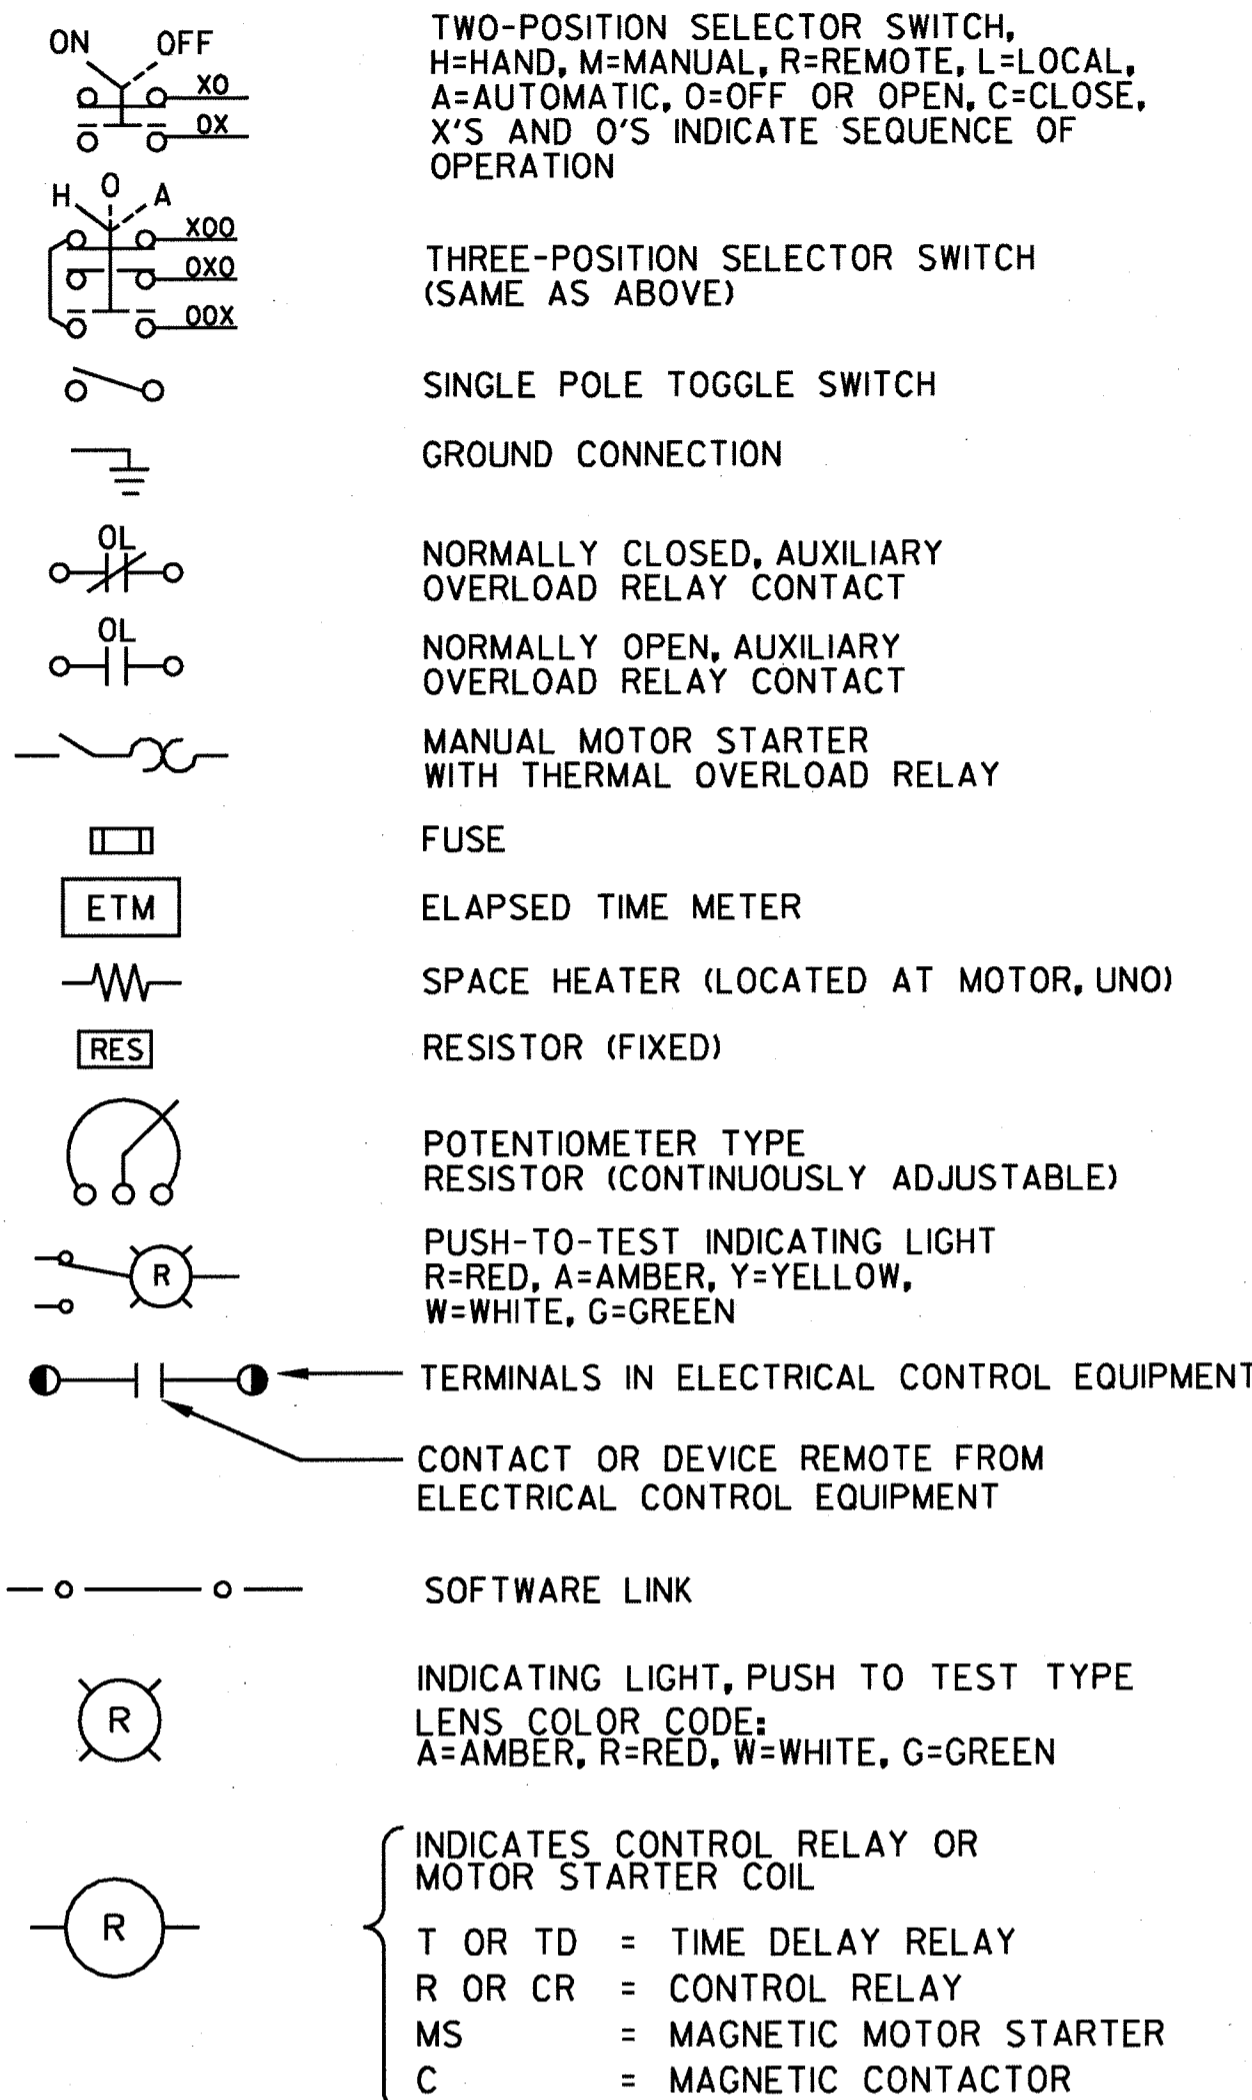 ON OFF
XO
OX
TWO-POSITION SELECTOR SWITCH,
H=HAND, M=MANUAL, R=REMOTE, L=LOCAL,
A=AUTOMATIC, O=OFF OR OPEN, C=CLOSE,
X'S AND O'S INDICATE SEQUENCE OF
OPERATION
H O A
XOO
OXO
OOX
THREE-POSITION SELECTOR SWITCH
(SAME AS ABOVE)
SINGLE POLE TOGGLE SWITCH
GROUND CONNECTION
OL
NORMALLY CLOSED, AUXILIARY
OVERLOAD RELAY CONTACT
OL
NORMALLY OPEN, AUXILIARY
OVERLOAD RELAY CONTACT
MANUAL MOTOR STARTER
WITH THERMAL OVERLOAD RELAY
FUSE
ETM
ELAPSED TIME METER
SPACE HEATER (LOCATED AT MOTOR, UNO)
RES
RESISTOR (FIXED)
POTENTIOMETER TYPE
RESISTOR (CONTINUOUSLY ADJUSTABLE)
R
PUSH-TO-TEST INDICATING LIGHT
R=RED, A=AMBER, Y=YELLOW,
W=WHITE, G=GREEN
TERMINALS IN ELECTRICAL CONTROL EQUIPMENT
CONTACT OR DEVICE REMOTE FROM
ELECTRICAL CONTROL EQUIPMENT
SOFTWARE LINK
R
INDICATING LIGHT, PUSH TO TEST TYPE
LENS COLOR CODE:
A=AMBER, R=RED, W=WHITE, G=GREEN
R
INDICATES CONTROL RELAY OR
MOTOR STARTER COIL
T OR TD = TIME DELAY RELAY
R OR CR = CONTROL RELAY
MS = MAGNETIC MOTOR STARTER
C = MAGNETIC CONTACTOR